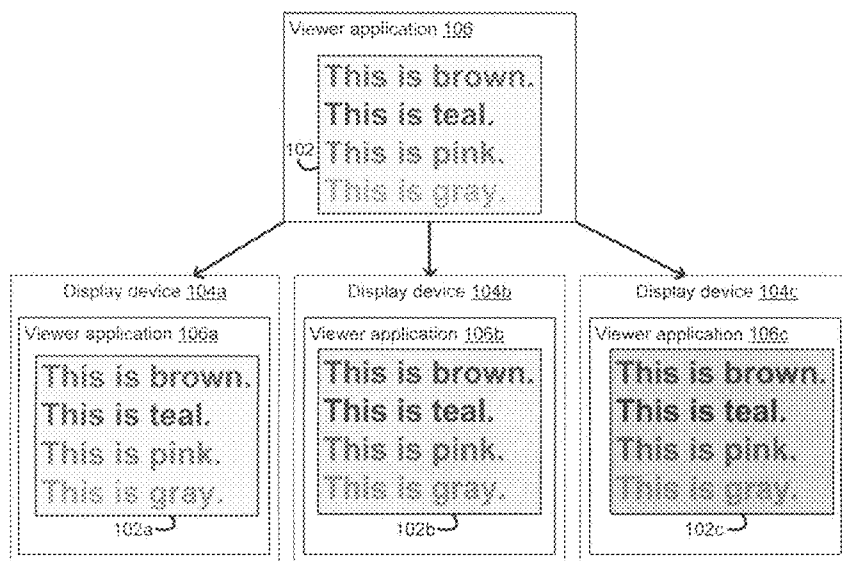 Viewer application 106
This is brown.
This is teal.
This is pink.
This is gray.
102
Display device 104a
Viewer application 106a
This is brown.
This is teal.
This is pink.
This is gray.
102a
Display device 104b
Viewer application 106b
This is brown.
This is teal.
This is pink.
This is gray.
102b
Display device 104c
Viewer application 106c
This is brown.
This is teal.
This is pink.
This is gray.
102c